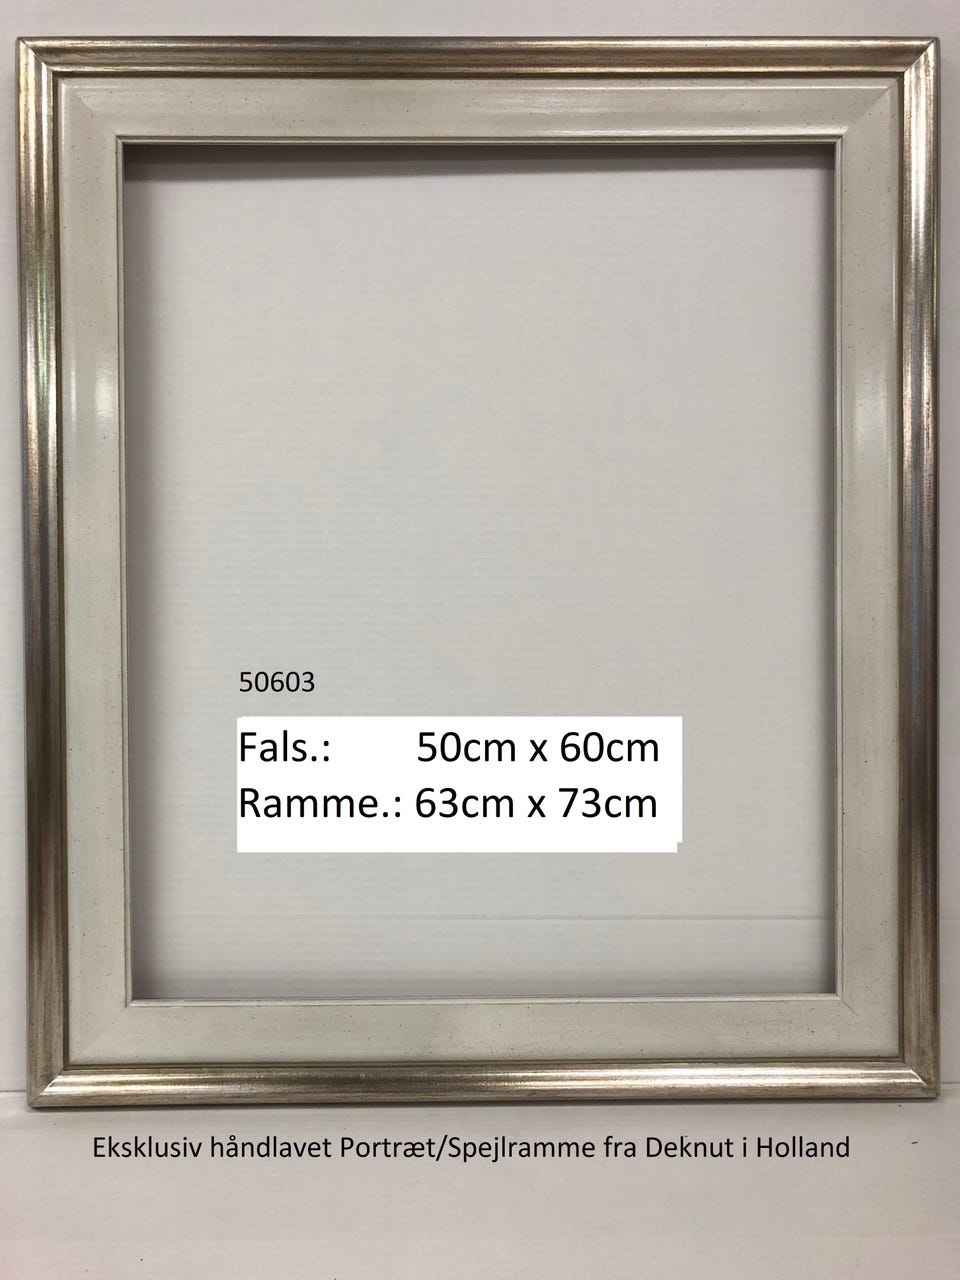 50603
Fals.: 50cm x 60cm
Ramme.: 63cm x 73cm
Eksklusiv håndlavet Portræt/Spejlramme fra Deknut i Holland